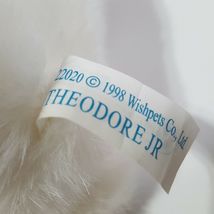 22020 © 1998 Wishpets Co., Ltd.
THEODORE JR